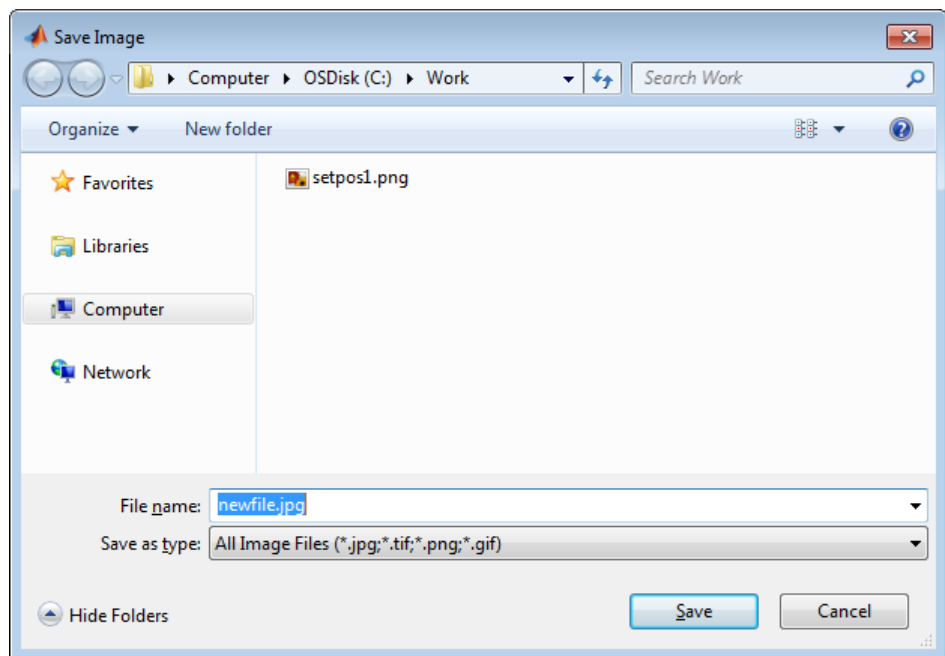 Save Image
Computer OSDisk (C:) Work Search Work
Organize New folder
Favorites
setpos1.png
Libraries
Computer
Network
File name: newfile.jpg
Save as type: All Image Files (*.jpg;*.tif;*.png;*.gif)
Hide Folders Save Cancel